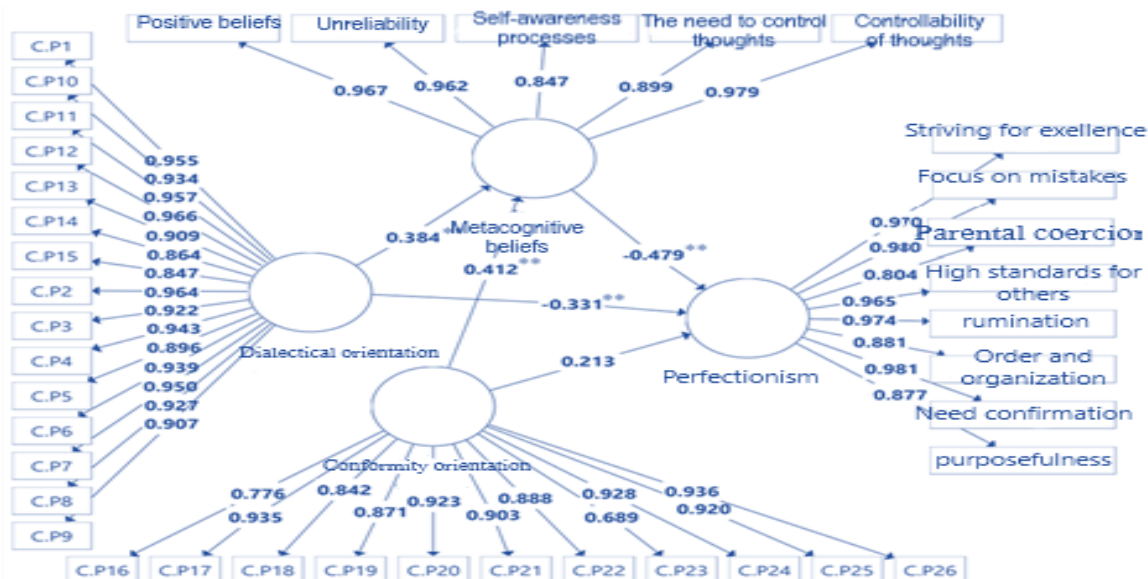 Positive beliefs
Unreliability
Self-awareness
processes
The need to control
thoughts
Controllability
of thoughts
0.967
0.962
0.847
0.899
0.979
C.P1
C.P10
C.P11
C.P12
C.P13
C.P14
C.P15
C.P2
C.P3
C.P4
C.P5
C.P6
C.P7
C.P8
C.P9
0.955
0.934
0.957
0.966
0.909
0.864
0.847
0.964
0.922
0.943
0.896
0.939
0.950
0.927
0.907
Metacognitive
beliefs
0.384
0.412**
-0.479**
-0.331**
0.213
Dialectical orientation
Conformity orientation
Perfectionism
Striving for exellence
Focus on mistakes
Parental coercion
High standards for
others
rumination
Order and
organization
Need confirmation
purposefulness
0.970
0.980
0.804
0.965
0.974
0.881
0.981
0.877
0.776
0.935
0.842
0.871
0.923
0.903
0.888
0.928
0.689
0.936
0.920
C.P16
C.P17
C.P18
C.P19
C.P20
C.P21
C.P22
C.P23
C.P24
C.P25
C.P26